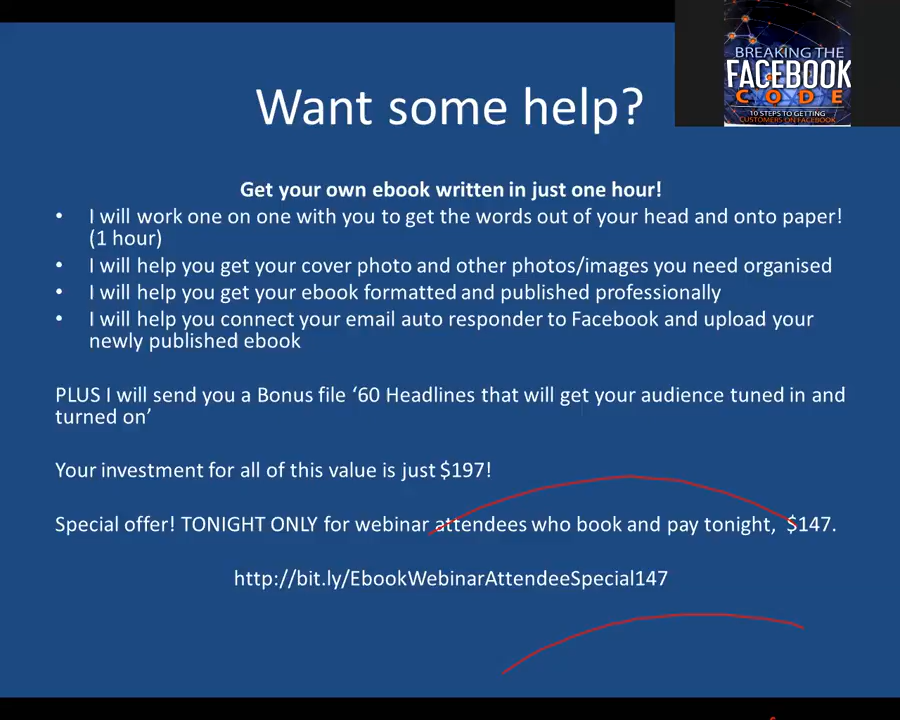 BREAKING THE
FACEBOOK
CODE
10 STEPS TO GETTING
CUSTOMERS ON FACEBOOK
Want some help?
Get your own ebook written in just one hour!
• I will work one on one with you to get the words out of your head and onto paper!
(1 hour)
• I will help you get your cover photo and other photos/images you need organised
• I will help you get your ebook formatted and published professionally
• I will help you connect your email auto responder to Facebook and upload your
newly published ebook
PLUS I will send you a Bonus file ‘60 Headlines that will get your audience tuned in and
turned on’
Your investment for all of this value is just $197!
Special offer! TONIGHT ONLY for webinar attendees who book and pay tonight, $147.
http://bit.ly/EbookWebinarAttendeeSpecial147